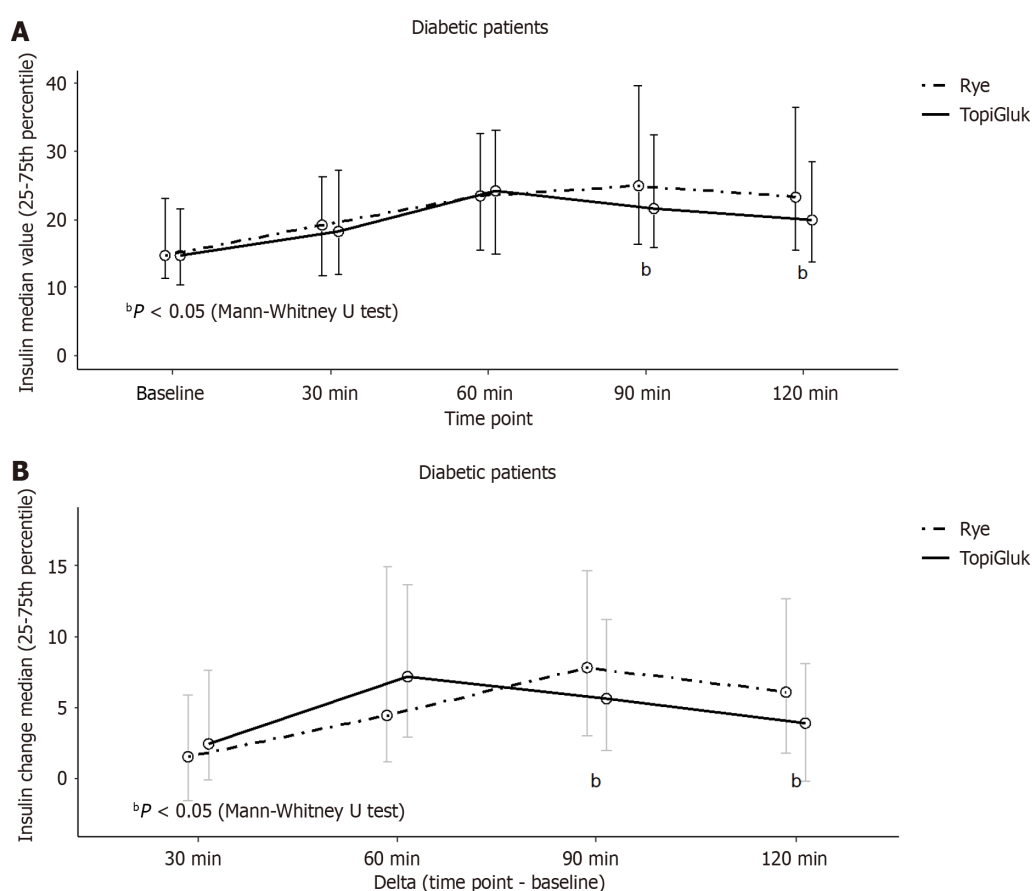 A
Diabetic patients
Insulin median value (25-75th percentile)
40
30
20
10
0
Rye
TopiGluk
b
b
bP < 0.05 (Mann-Whitney U test)
Baseline
30 min
60 min
90 min
120 min
Time point
B
Diabetic patients
Insulin change median (25-75th percentile)
15
10
5
0
Rye
TopiGluk
b
b
bP < 0.05 (Mann-Whitney U test)
30 min
60 min
90 min
120 min
Delta (time point - baseline)